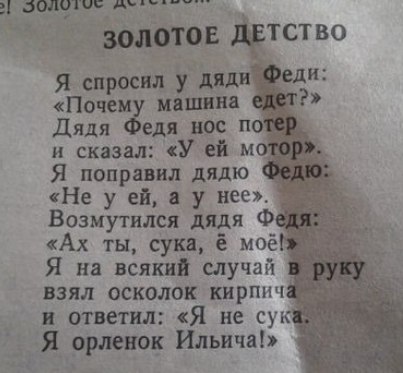 ЗОЛОТОЕ ДЕТСТВО
Я спросил у дяди Феди:
«Почему машина едет?»
Дядя Федя нос потер
и сказал: «У ей мотор».
Я поправил дядю Федю:
«Не у ей, а у нее».
Возмутился дядя Федя:
«Ах ты, сука, ё моё!»
Я на всякий случай в руку
взял осколок кирпича
и ответил: «Я не сука.
Я орленок Ильича!»